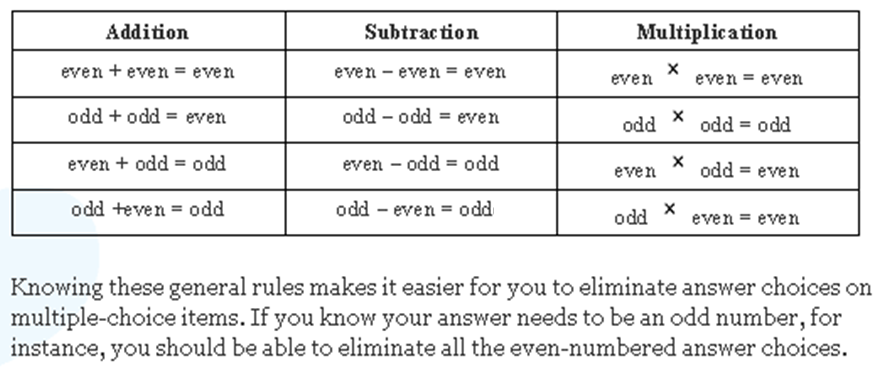 Addition Subtraction Multiplication
even + even = even even – even = even even × even = even
odd + odd = even odd – odd = even odd × odd = odd
even + odd = odd even – odd = odd even × odd = even
odd +even = odd odd – even = odd odd × even = even
Knowing these general rules makes it easier for you to eliminate answer choices on
multiple-choice items. If you know your answer needs to be an odd number, for
instance, you should be able to eliminate all the even-numbered answer choices.